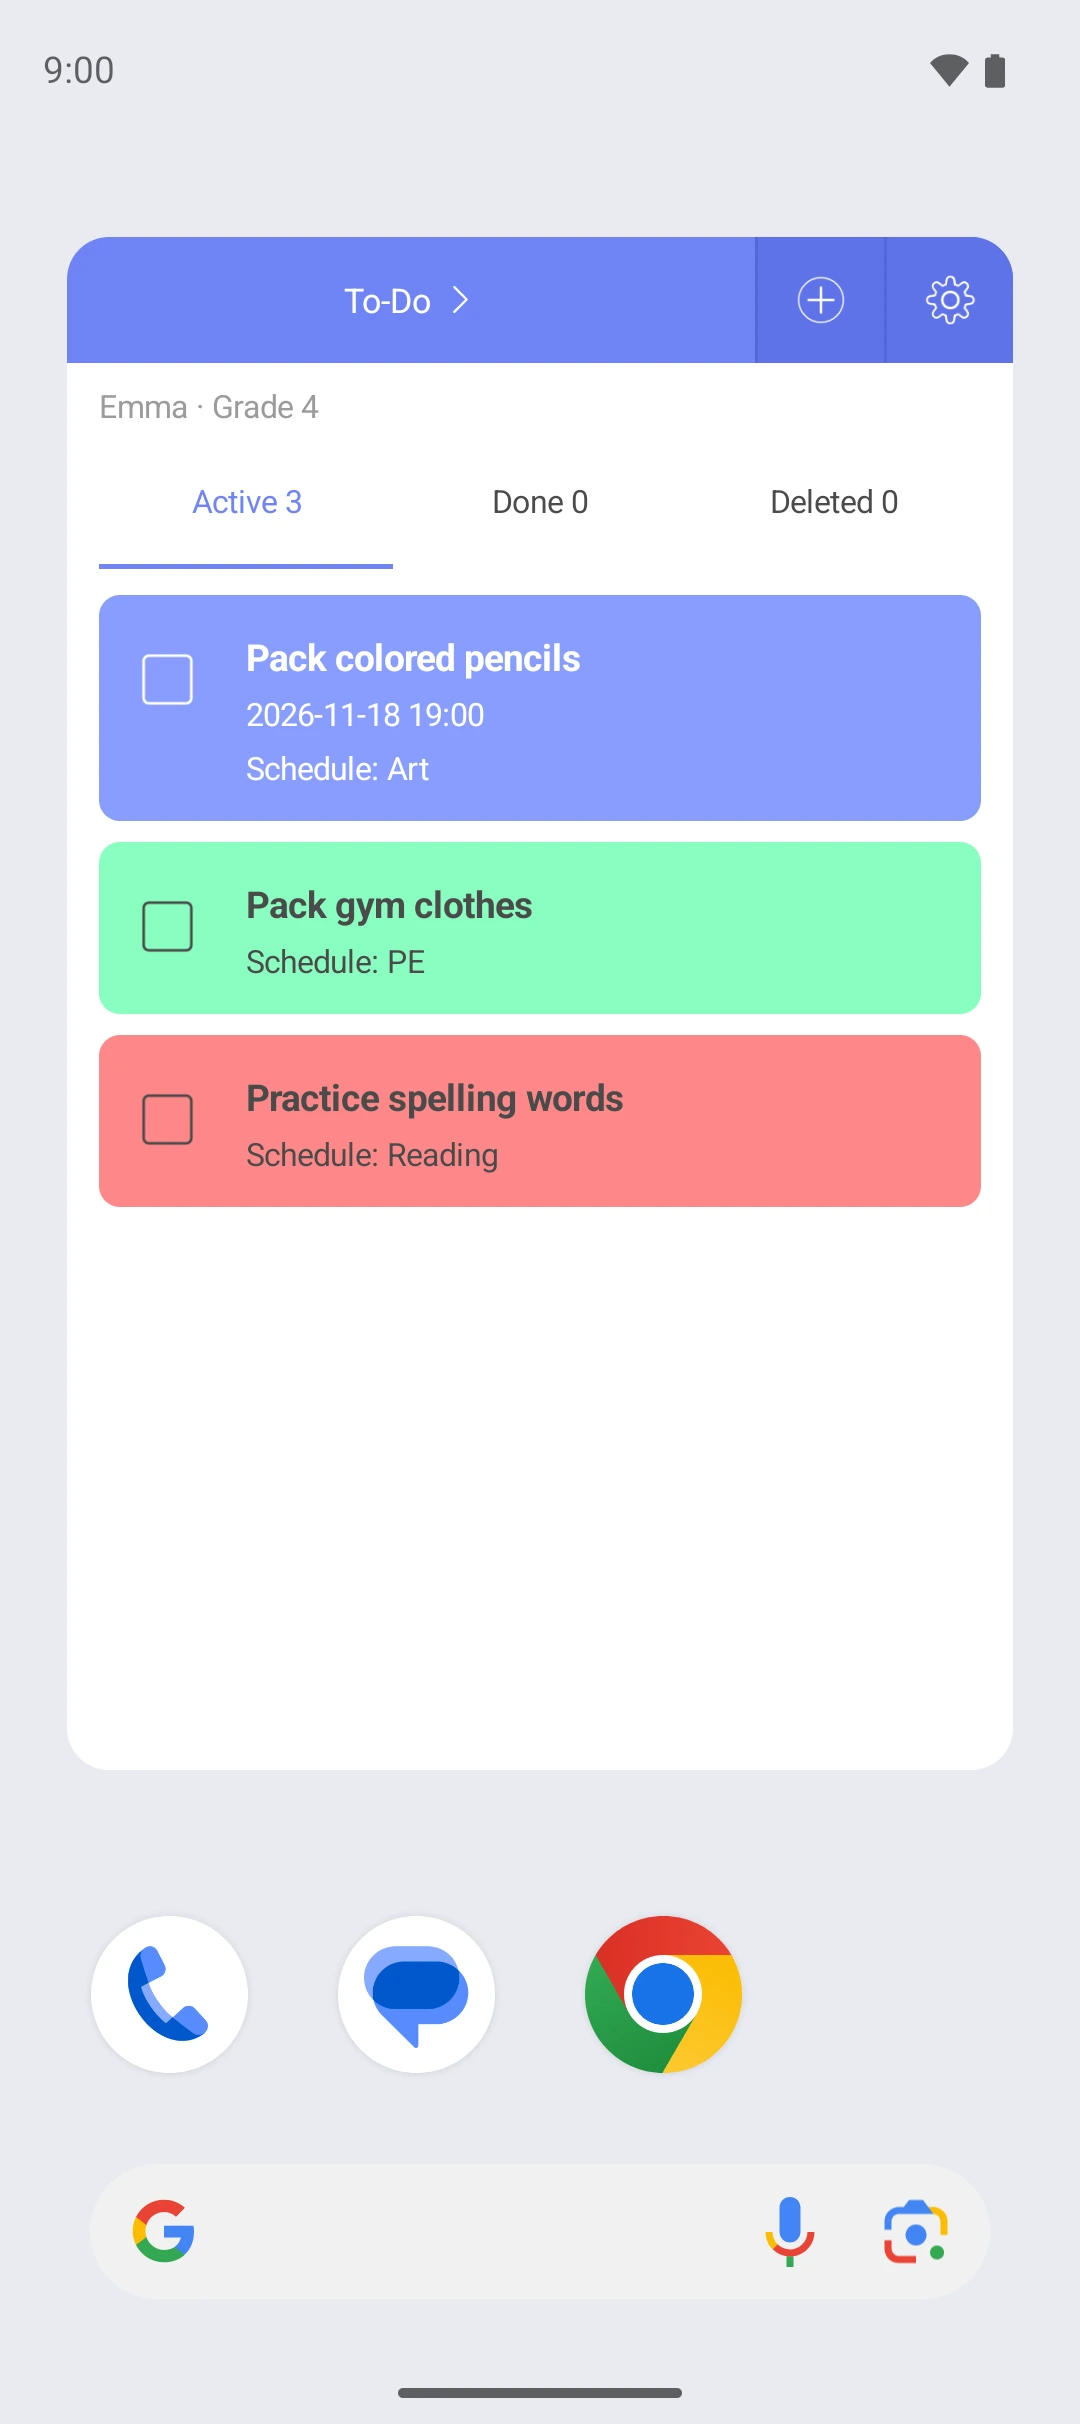 9:00
To-Do
Emma · Grade 4
Active 3
Done 0
Deleted 0
Pack colored pencils
2026-11-18 19:00
Schedule: Art
Pack gym clothes
Schedule: PE
Practice spelling words
Schedule: Reading